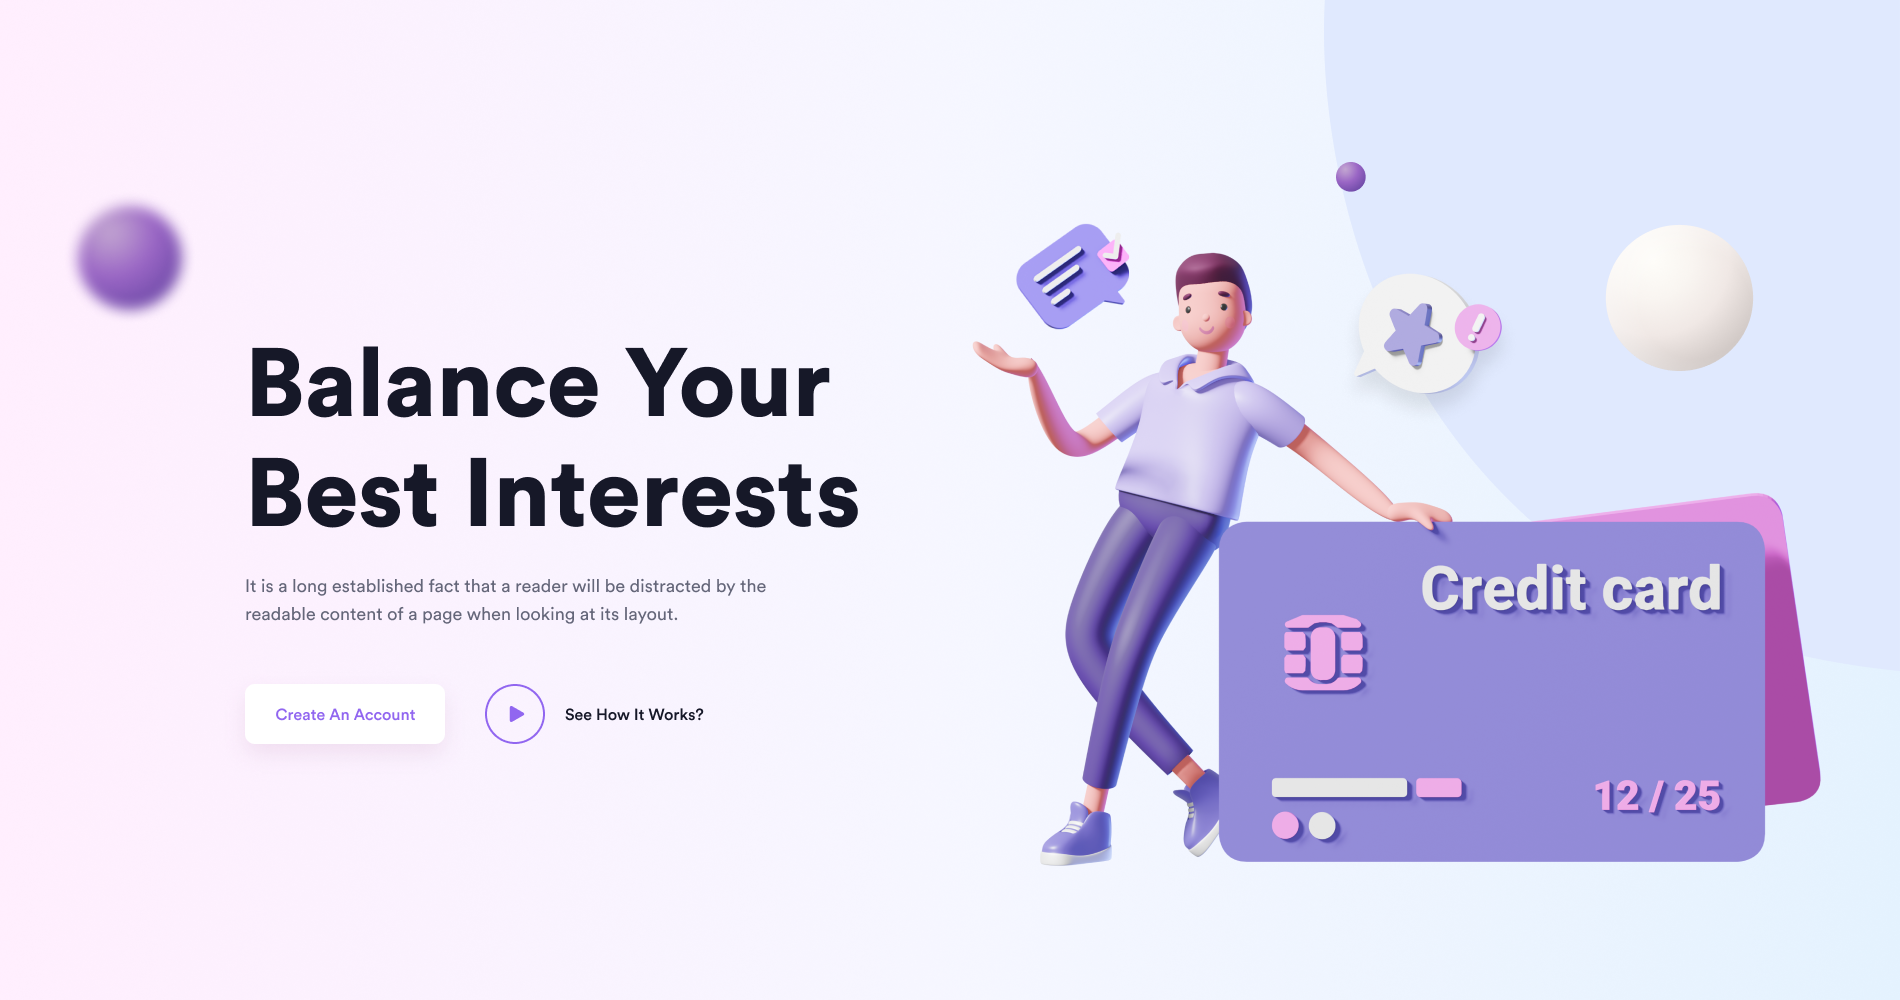 Balance Your
Best Interests
It is a long established fact that a reader will be distracted by the
readable content of a page when looking at its layout.
Create An Account
See How It Works?
Credit card
12 / 25